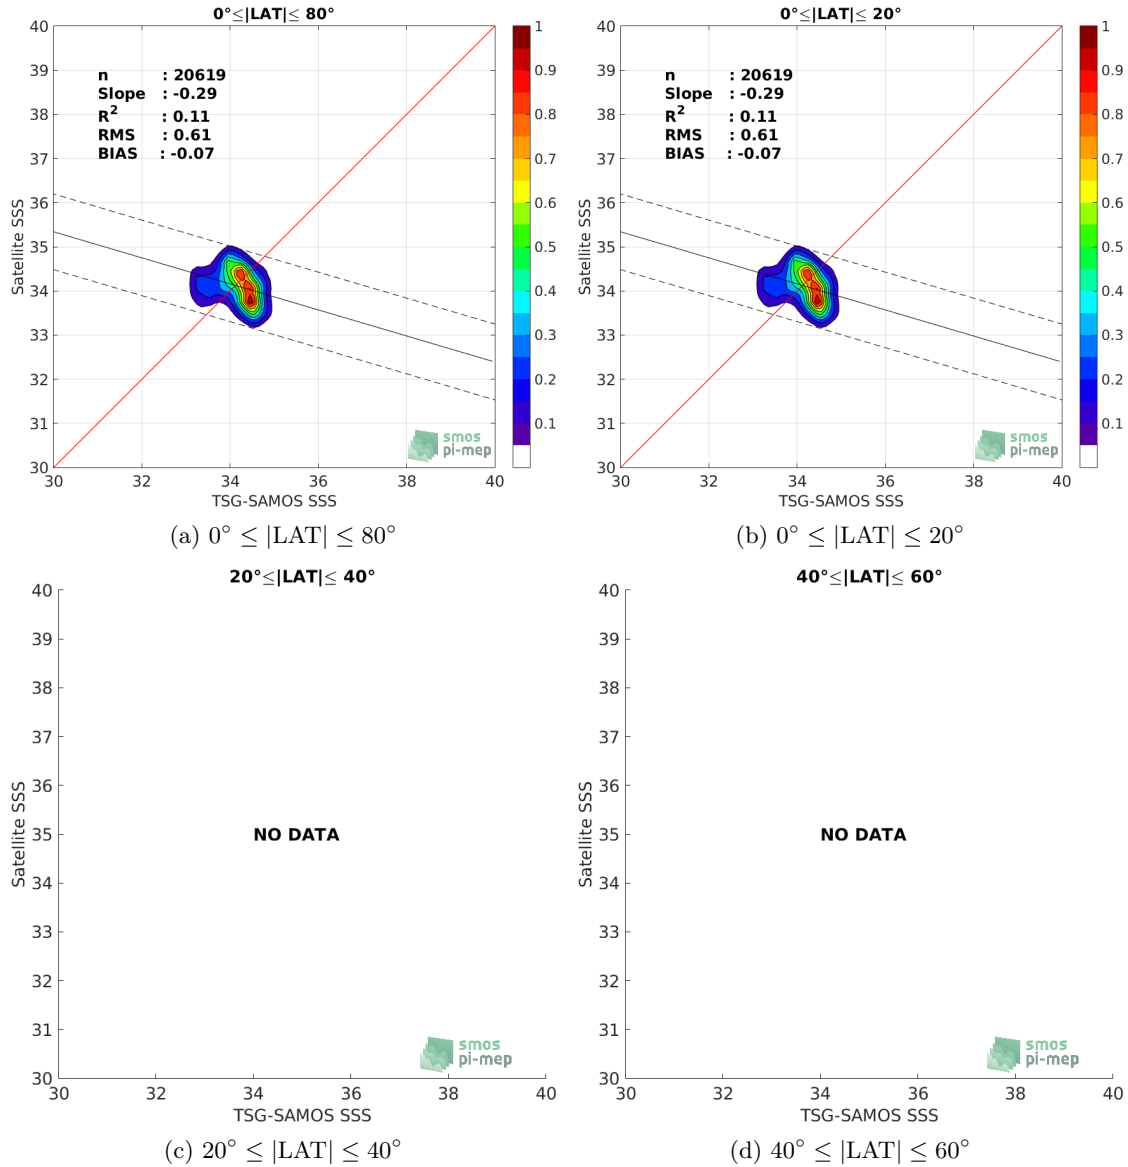 0°≤|LAT|≤ 80°
40
39
38
37
36
35
34
33
32
31
30
30
32
34
36
38
40
Satellite SSS
TSG-SAMOS SSS
n : 20619
Slope : -0.29
R² : 0.11
RMS : 0.61
BIAS : -0.07
smos
pi-mep
1
0.9
0.8
0.7
0.6
0.5
0.4
0.3
0.2
0.1
(a) 0° ≤ |LAT| ≤ 80°
0°≤|LAT|≤ 20°
40
39
38
37
36
35
34
33
32
31
30
30
32
34
36
38
40
Satellite SSS
TSG-SAMOS SSS
n : 20619
Slope : -0.29
R² : 0.11
RMS : 0.61
BIAS : -0.07
smos
pi-mep
1
0.9
0.8
0.7
0.6
0.5
0.4
0.3
0.2
0.1
(b) 0° ≤ |LAT| ≤ 20°
20°≤|LAT|≤ 40°
40
39
38
37
36
35
34
33
32
31
30
30
32
34
36
38
40
Satellite SSS
TSG-SAMOS SSS
NO DATA
smos
pi-mep
(c) 20° ≤ |LAT| ≤ 40°
40°≤|LAT|≤ 60°
40
39
38
37
36
35
34
33
32
31
30
30
32
34
36
38
40
Satellite SSS
TSG-SAMOS SSS
NO DATA
smos
pi-mep
(d) 40° ≤ |LAT| ≤ 60°